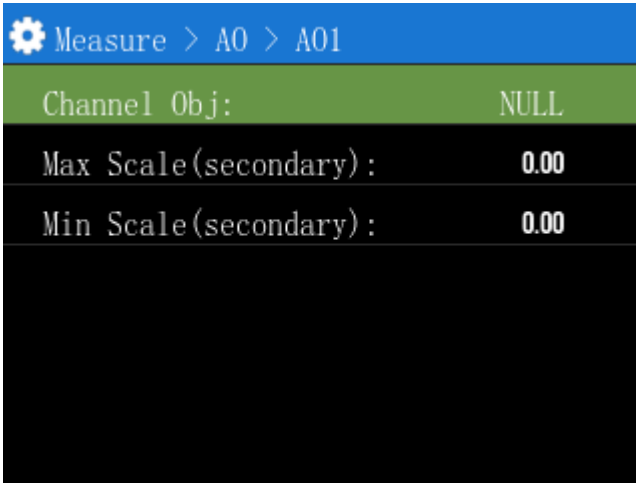 Measure > AO > AO1
Channel Obj: NULL
Max Scale(secondary): 0.00
Min Scale(secondary): 0.00